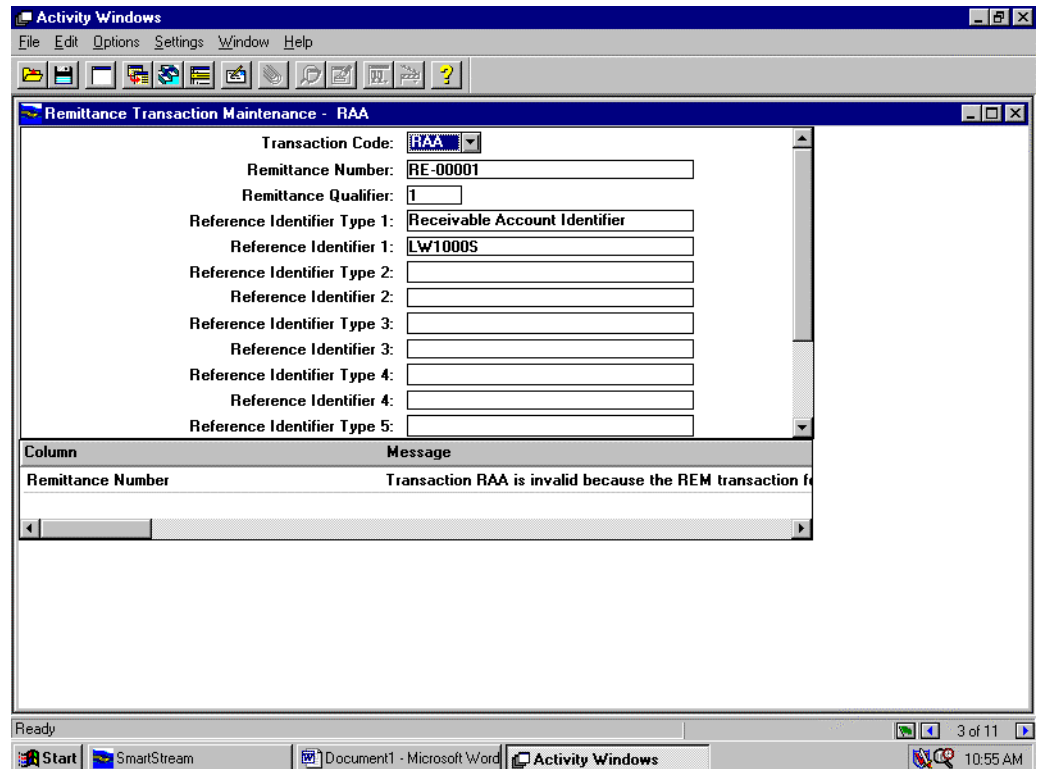 Activity Windows
File Edit Options Settings Window Help
Remittance Transaction Maintenance - RAA
Transaction Code: RAA
Remittance Number: RE-00001
Remittance Qualifier: 1
Reference Identifier Type 1: Receivable Account Identifier
Reference Identifier 1: LW1000S
Reference Identifier Type 2:
Reference Identifier 2:
Reference Identifier Type 3:
Reference Identifier 3:
Reference Identifier Type 4:
Reference Identifier 4:
Reference Identifier Type 5:
Column Message
Remittance Number Transaction RAA is invalid because the REM transaction
Ready 3 of 11
Start SmartStream Document1 - Microsoft Word Activity Windows 10:55 AM